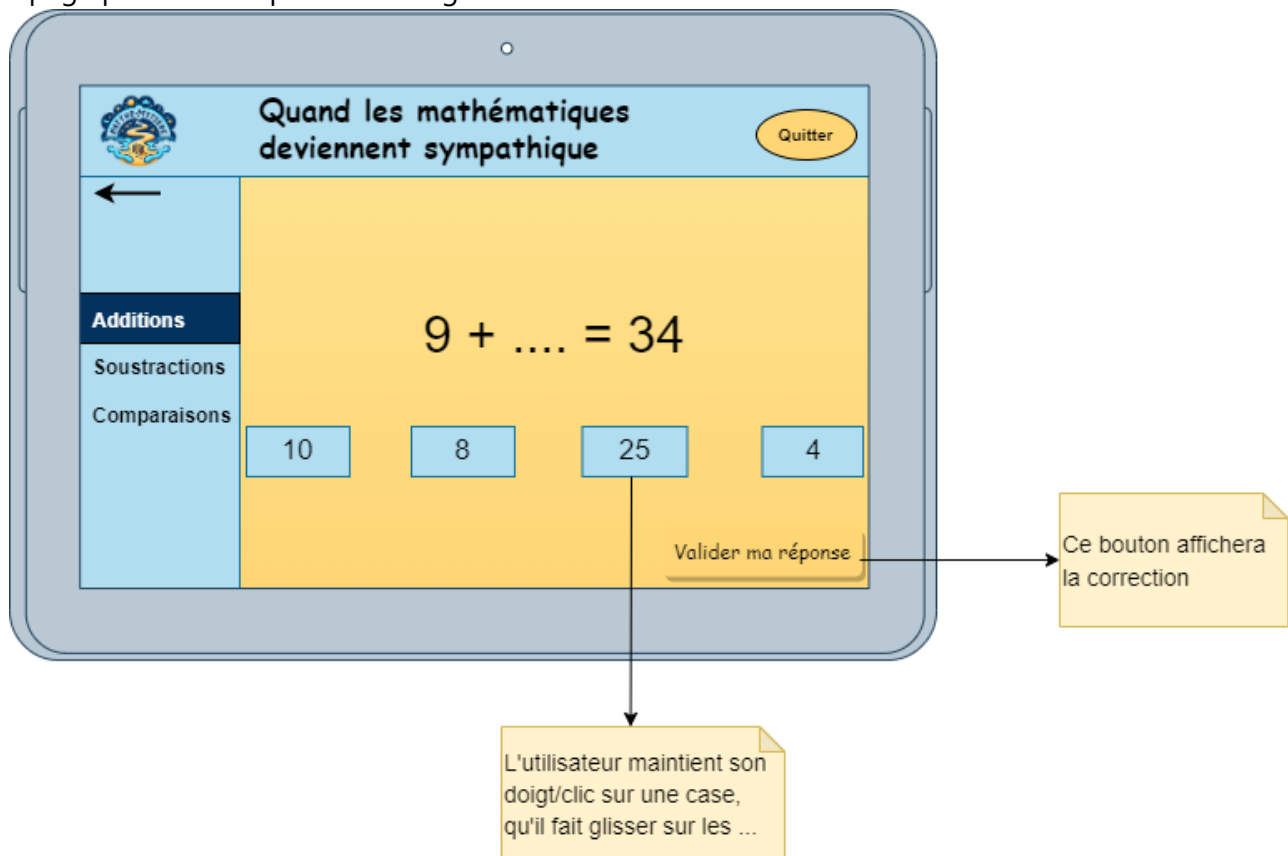 Quand les mathématiques
deviennent sympathique
Quitter
Additions
Soustractions
Comparaisons
9 + .... = 34
10 8 25 4
Valider ma réponse
Ce bouton affichera
la correction
L'utilisateur maintient son
doigt/clic sur une case,
qu'il fait glisser sur les ...